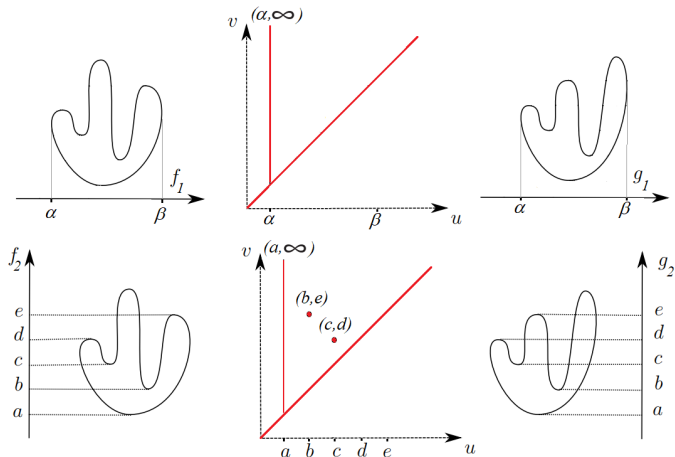 v (α,∞)
f₁
α β
α β u
g₁
α β
f₂
e
d
c
b
a
v (a,∞)
(b,e)
(c,d)
a b c d e u
g₂
e
d
c
b
a